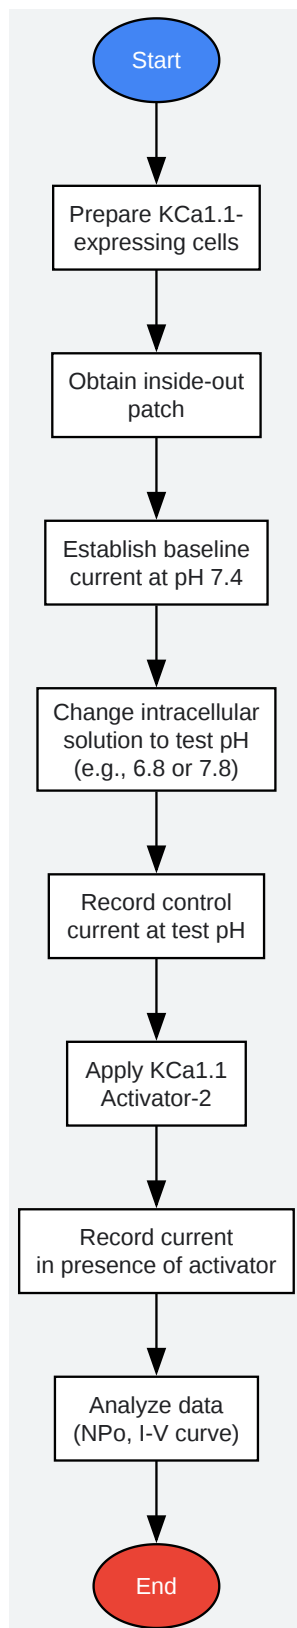 Start
Prepare KCa1.1-
expressing cells
Obtain inside-out
patch
Establish baseline
current at pH 7.4
Change intracellular
solution to test pH
(e.g., 6.8 or 7.8)
Record control
current at test pH
Apply KCa1.1
Activator-2
Record current
in presence of activator
Analyze data
(NPo, I-V curve)
End